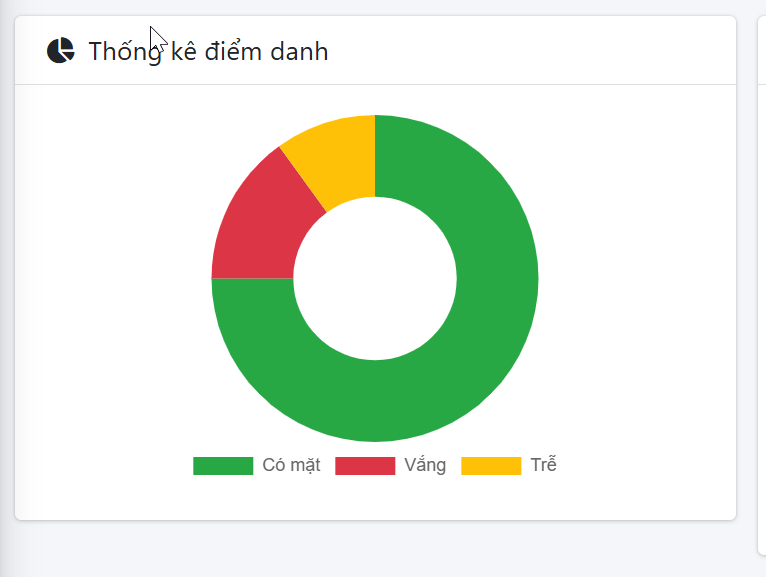 Thống kê điểm danh
Có mặt Vắng Trễ